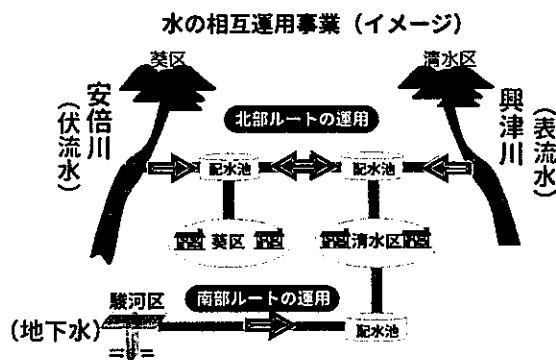 水の相互運用事業（イメージ）
葵区
清水区
安倍川
（伏流水）
興津川
（表流水）
北部ルートの運用
配水池
配水池
葵区
清水区
駿河区
南部ルートの運用
（地下水）
配水池